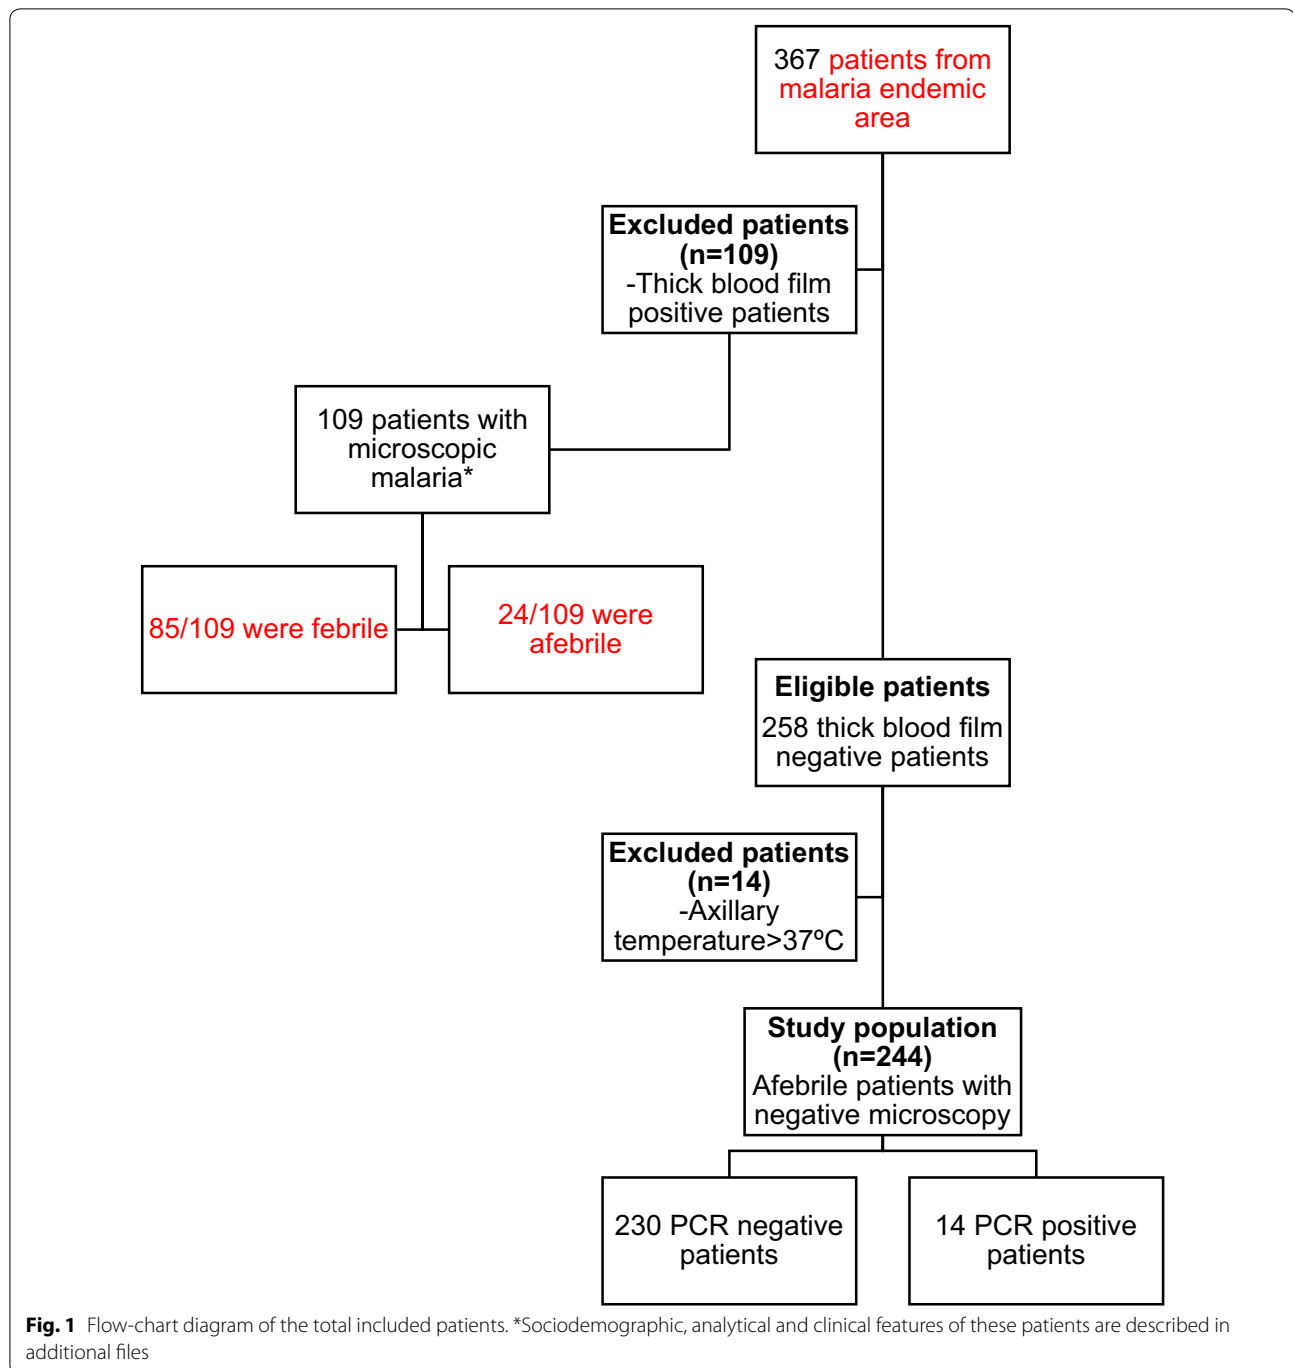 367 patients from
malaria endemic
area
Excluded patients
(n=109)
-Thick blood film
positive patients
109 patients with
microscopic
malaria*
85/109 were febrile
24/109 were
afebrile
Eligible patients
258 thick blood film
negative patients
Excluded patients
(n=14)
-Axillary
temperature>37ºC
Study population
(n=244)
Afebrile patients with
negative microscopy
230 PCR negative
patients
14 PCR positive
patients
Fig. 1 Flow-chart diagram of the total included patients. *Sociodemographic, analytical and clinical features of these patients are described in
additional files